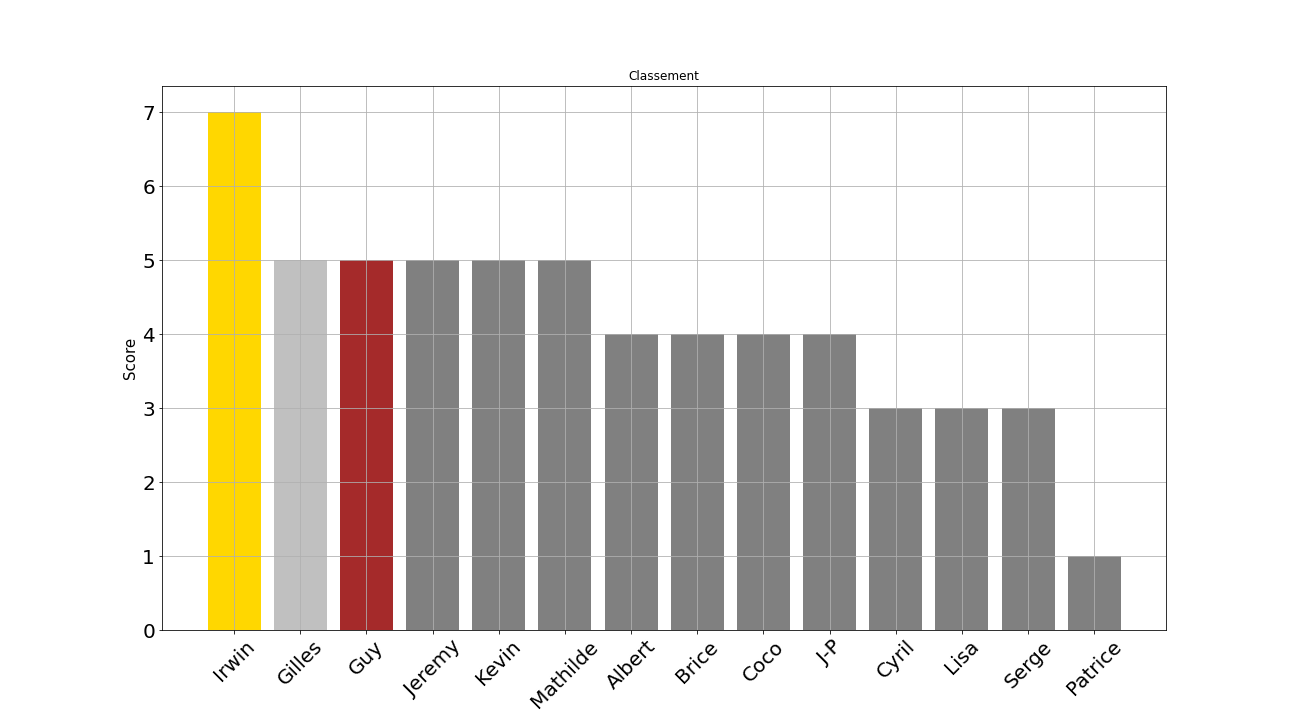 Classement
Score
7
6
5
4
3
2
1
0
Irwin
Gilles
Guy
Jeremy
Kevin
Mathilde
Albert
Brice
Coco
J-P
Cyril
Lisa
Serge
Patrice